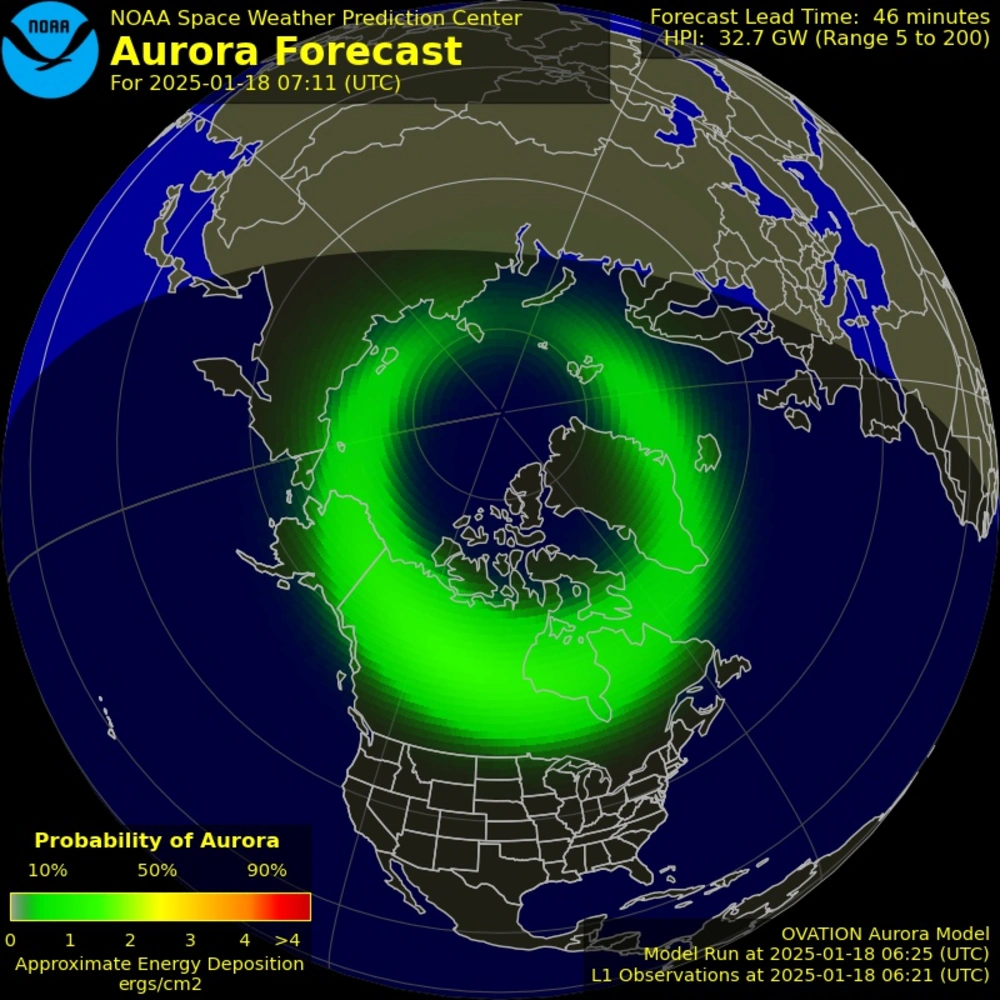 NOAA
NOAA Space Weather Prediction Center
Aurora Forecast
For 2025-01-18 07:11 (UTC)
Forecast Lead Time: 46 minutes
HPI: 32.7 GW (Range 5 to 200)
Probability of Aurora
10% 50% 90%
0 1 2 3 4 >4
Approximate Energy Deposition
ergs/cm2
OVATION Aurora Model
Model Run at 2025-01-18 06:25 (UTC)
L1 Observations at 2025-01-18 06:21 (UTC)